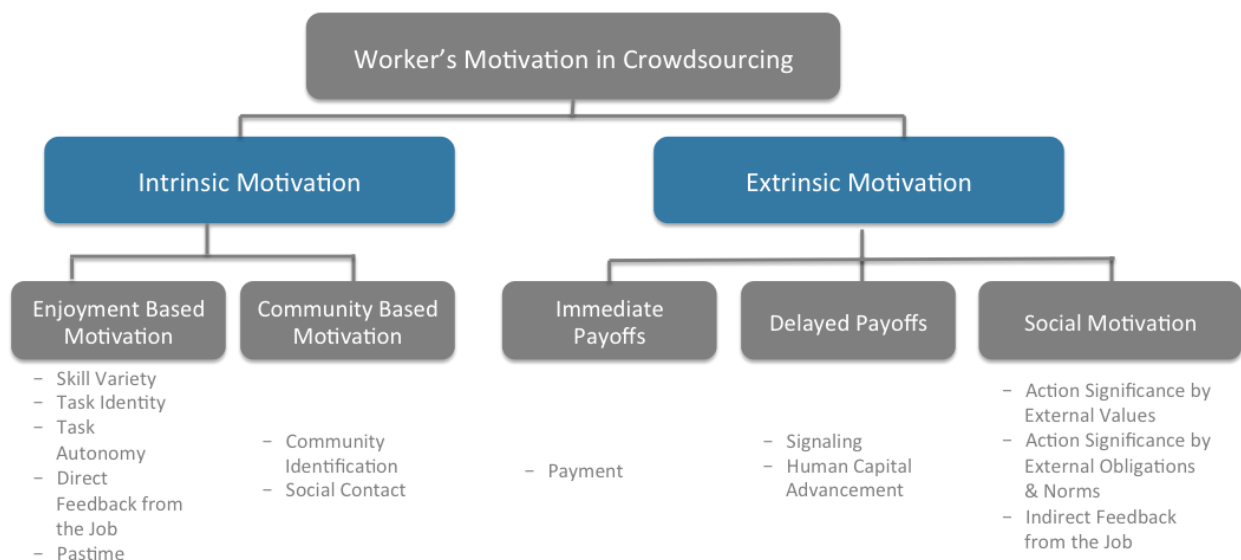 Worker's Motivation in Crowdsourcing
Intrinsic Motivation
Extrinsic Motivation
Enjoyment Based
Motivation
Community Based
Motivation
Immediate
Payoffs
Delayed Payoffs
Social Motivation
– Skill Variety
– Task Identity
– Task
Autonomy
– Direct
Feedback from
the Job
– Pastime
– Community
Identification
– Social Contact
– Payment
– Signaling
– Human Capital
Advancement
– Action Significance by
External Values
– Action Significance by
External Obligations
& Norms
– Indirect Feedback
from the Job